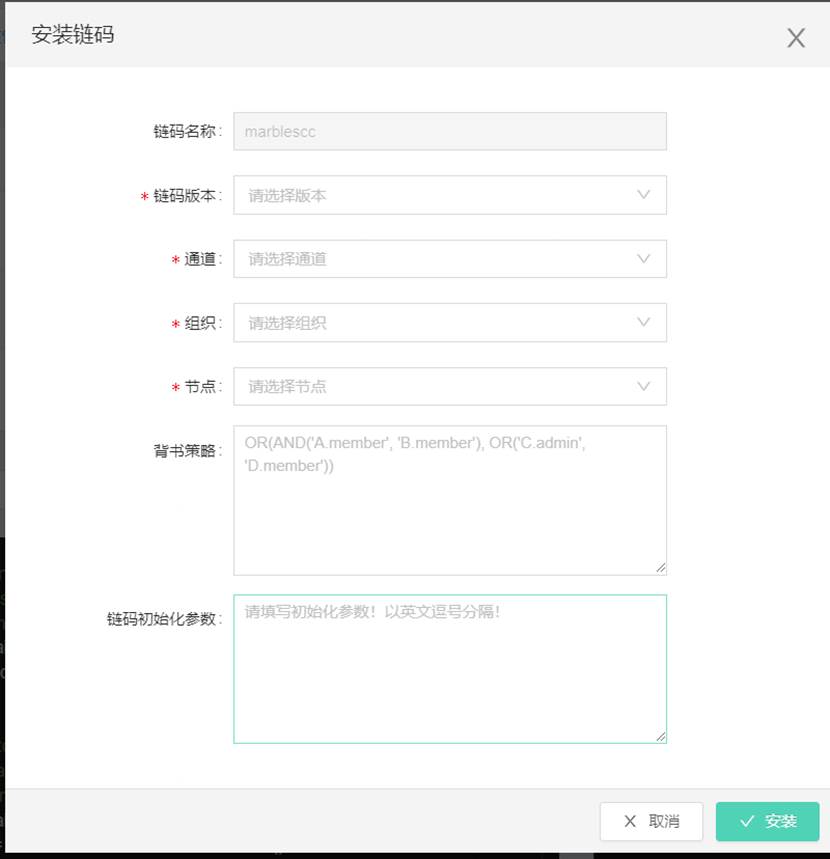 安装链码
链码名称: marblescc
* 链码版本: 请选择版本
* 通道: 请选择通道
* 组织: 请选择组织
* 节点: 请选择节点
背书策略: OR(AND('A.member', 'B.member'), OR('C.admin',
'D.member'))
链码初始化参数: 请填写初始化参数！以英文逗号分隔！
取消 安装